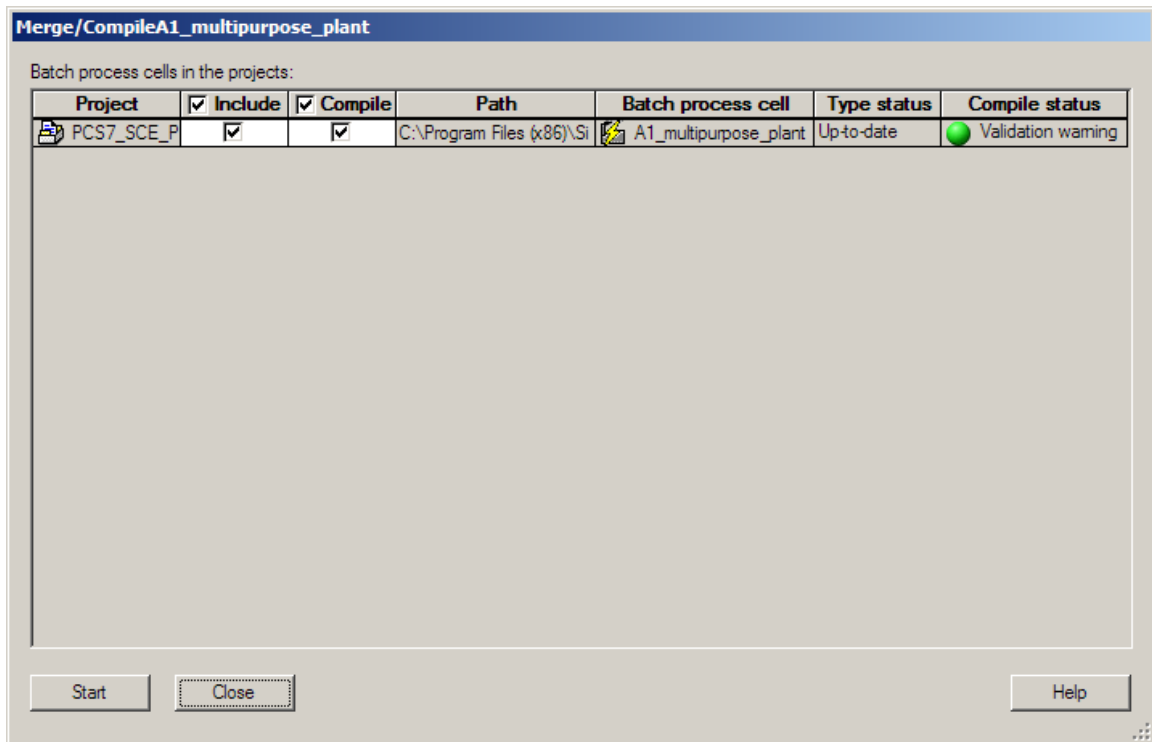 Merge/CompileA1_multipurpose_plant
Batch process cells in the projects:
Project Include Compile Path Batch process cell Type status Compile status
PCS7_SCE_P C:\Program Files (x86)\Si A1_multipurpose_plant Up-to-date Validation warning
Start Close Help